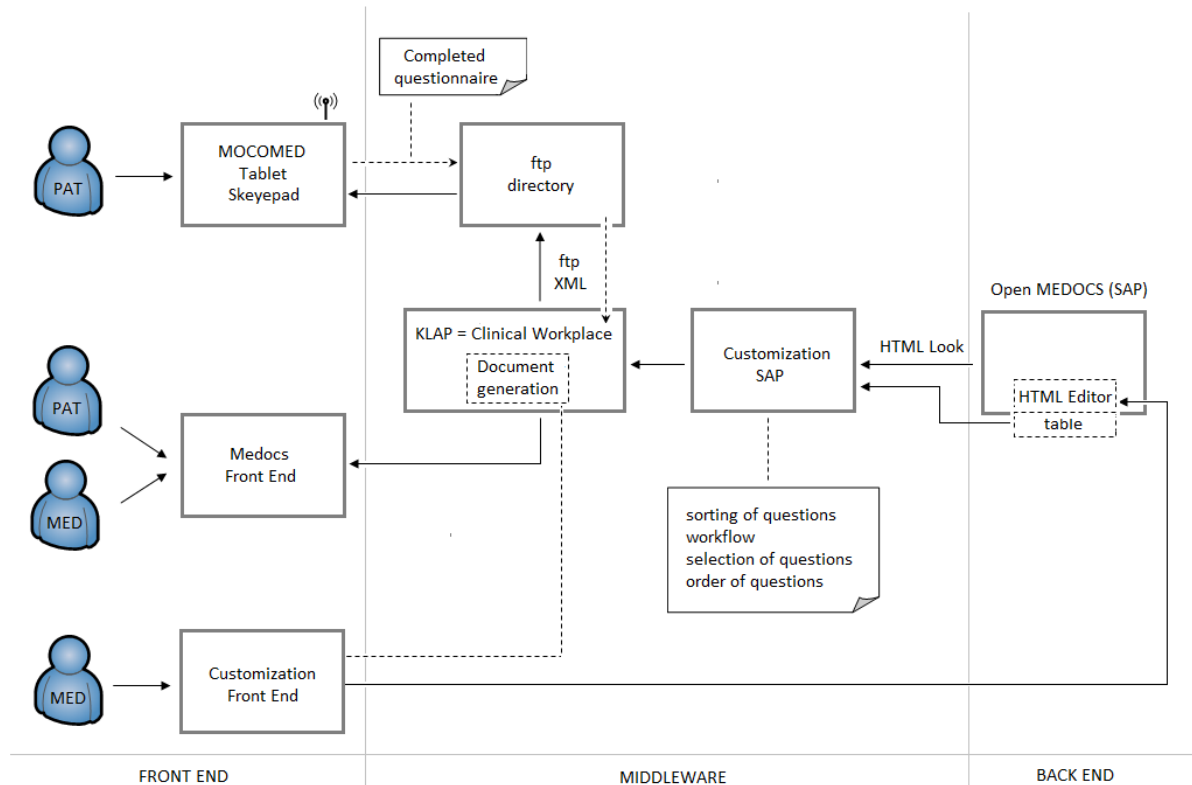 Completed
questionnaire
PAT
MOCOMED
Tablet
Skeyepad
ftp
directory
ftp
XML
Open MEDOCS (SAP)
KLAP = Clinical Workplace
Document
generation
Customization
SAP
HTML Look
HTML Editor
table
PAT
MED
Medocs
Front End
sorting of questions
workflow
selection of questions
order of questions
MED
Customization
Front End
FRONT END
MIDDLEWARE
BACK END